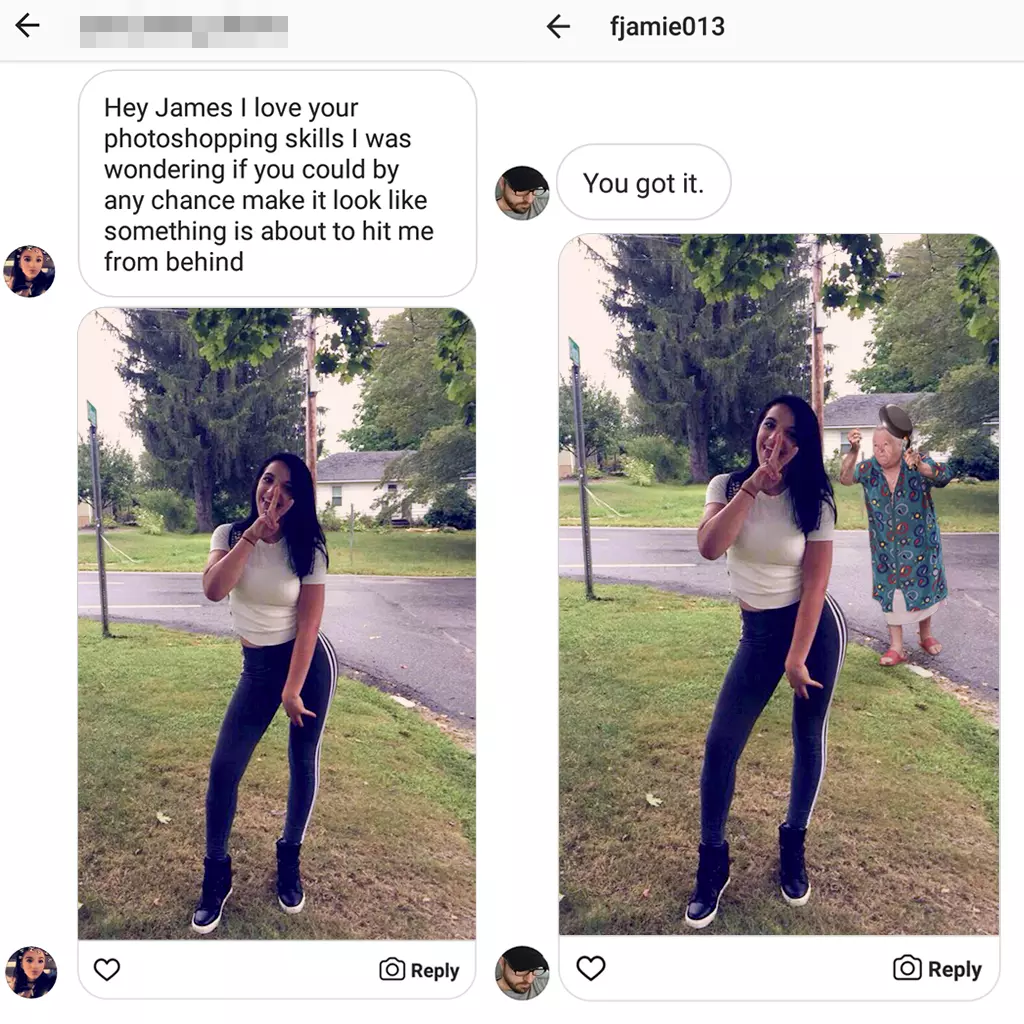 Hey James I love your
photoshopping skills I was
wondering if you could by
any chance make it look like
something is about to hit me
from behind
Reply
fjamie013
You got it.
Reply